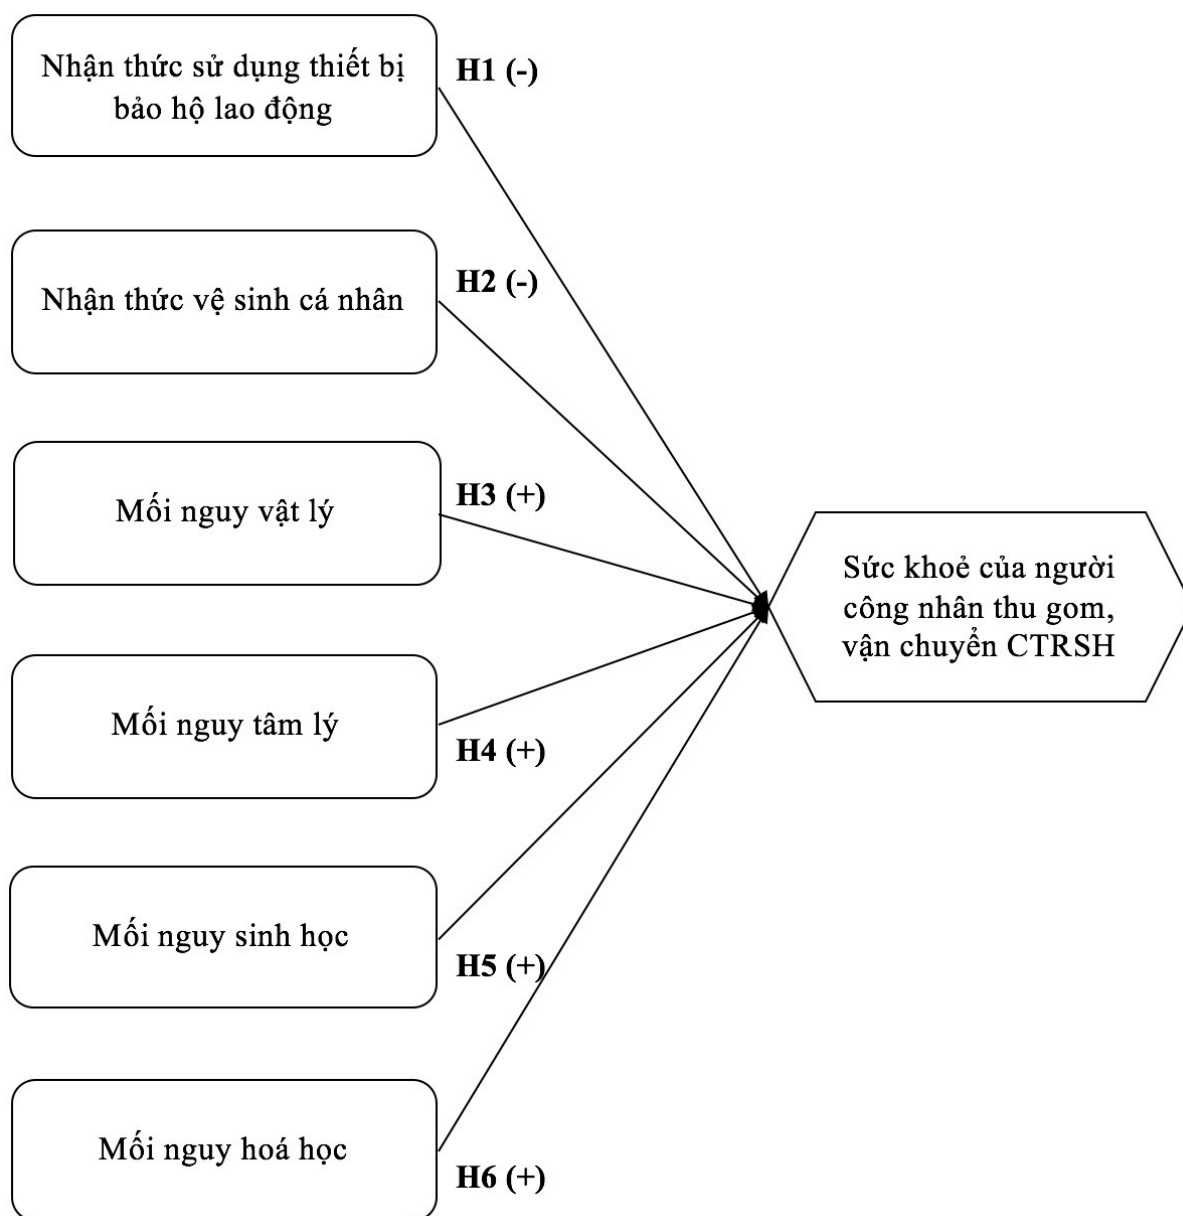 Nhận thức sử dụng thiết bị
bảo hộ lao động
H1 (-)
Nhận thức vệ sinh cá nhân
H2 (-)
Mối nguy vật lý
H3 (+)
Mối nguy tâm lý
H4 (+)
Mối nguy sinh học
H5 (+)
Mối nguy hoá học
H6 (+)
Sức khoẻ của người
công nhân thu gom,
vận chuyển CTRSH